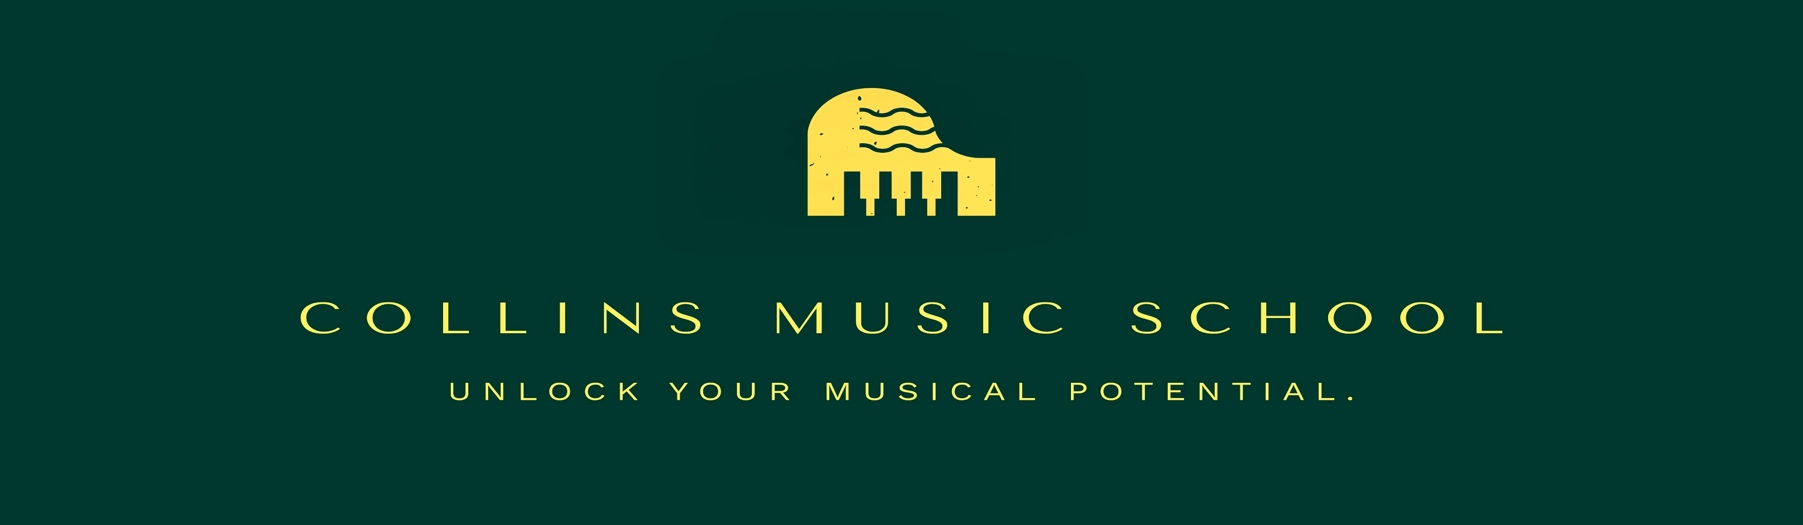 COLLINS MUSIC SCHOOL
UNLOCK YOUR MUSICAL POTENTIAL.